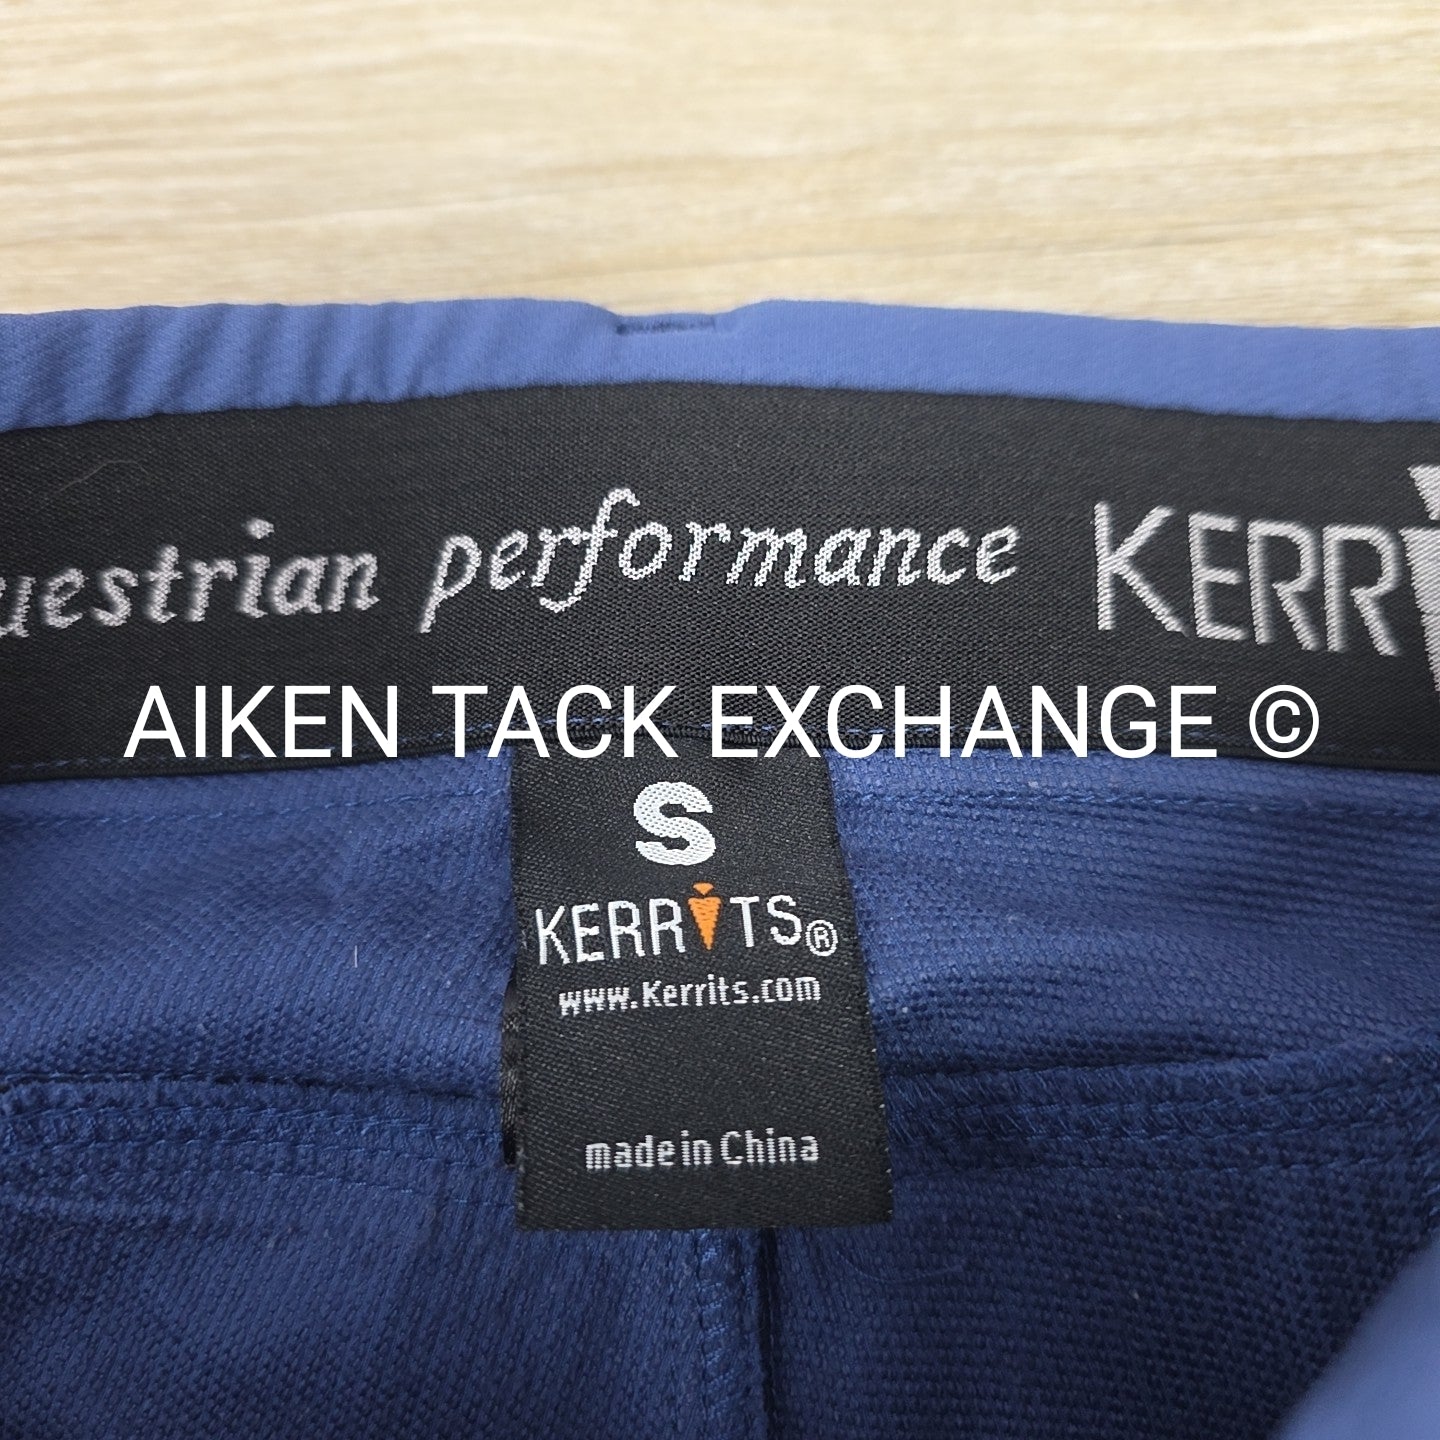 uestrian performance KERR
AIKEN TACK EXCHANGE ©
S
KERRITS®
www.Kerrits.com
made in China